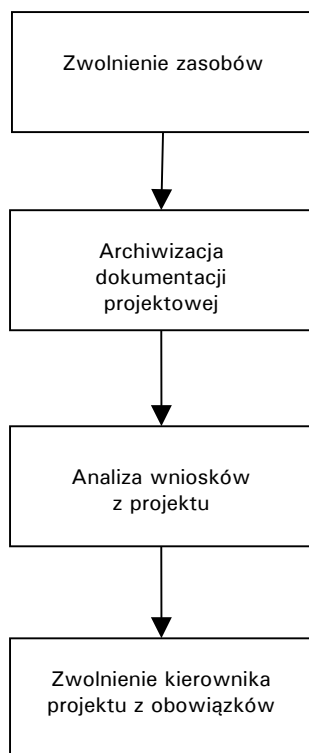 Zwolnienie zasobów
Archiwizacja
dokumentacji
projektowej
Analiza wniosków
z projektu
Zwolnienie kierownika
projektu z obowiązków